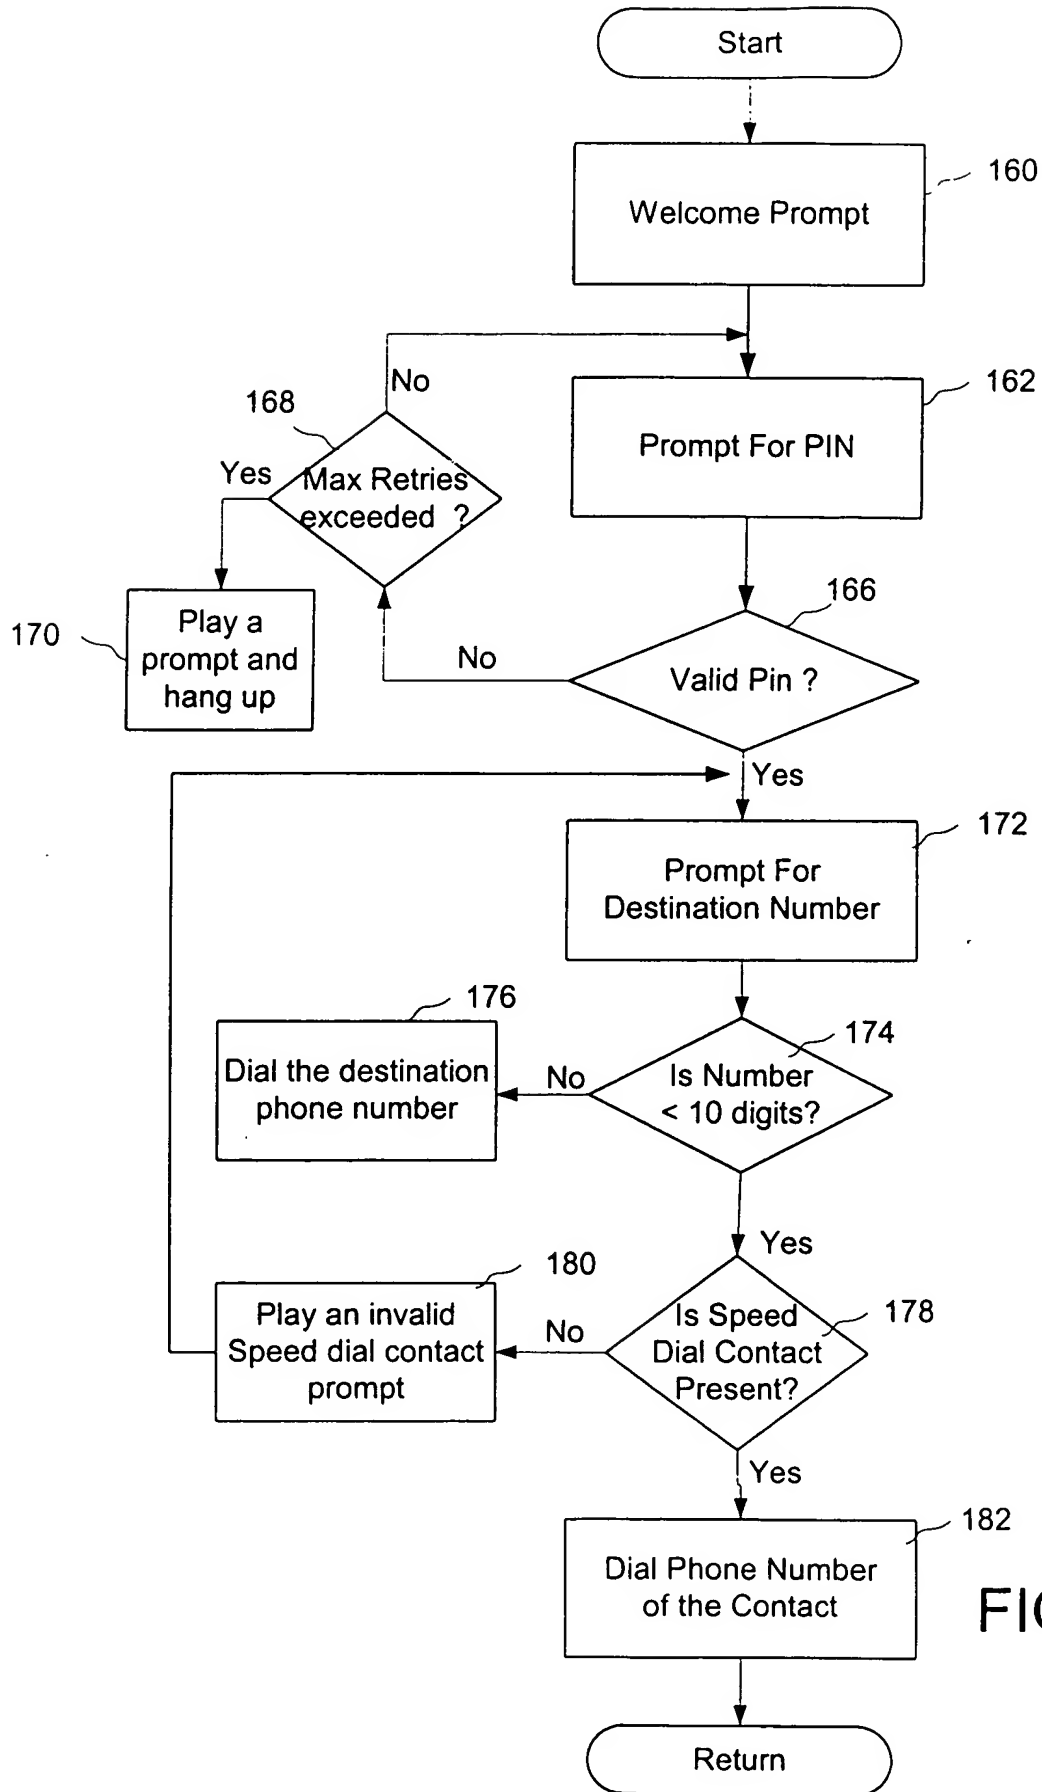 Start
Welcome Prompt
160
No
168
Yes
Max Retries
exceeded ?
Prompt For PIN
162
170
Play a
prompt and
hang up
No
166
Valid Pin ?
Yes
Prompt For
Destination Number
172
176
Dial the destination
phone number
No
174
Is Number
< 10 digits?
Yes
180
Play an invalid
Speed dial contact
prompt
No
Is Speed
Dial Contact
Present?
178
Yes
Dial Phone Number
of the Contact
182
Return